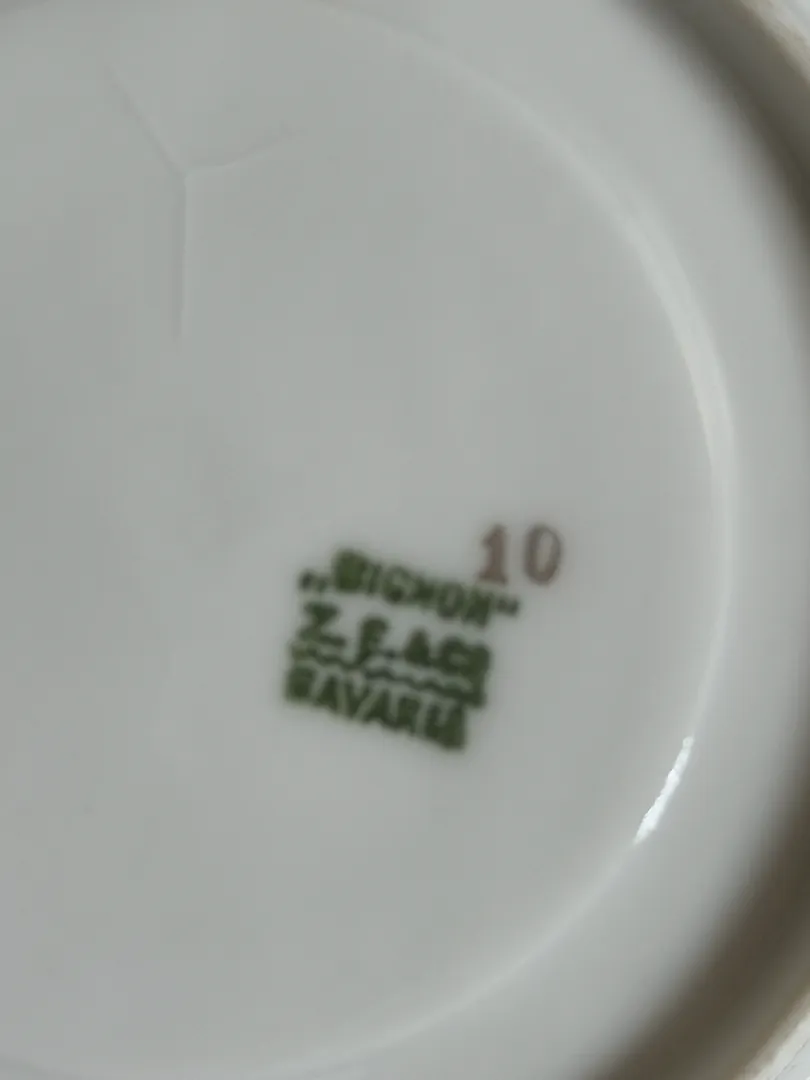 10
„MIGNON“
Z. S. & Co
BAVARIA